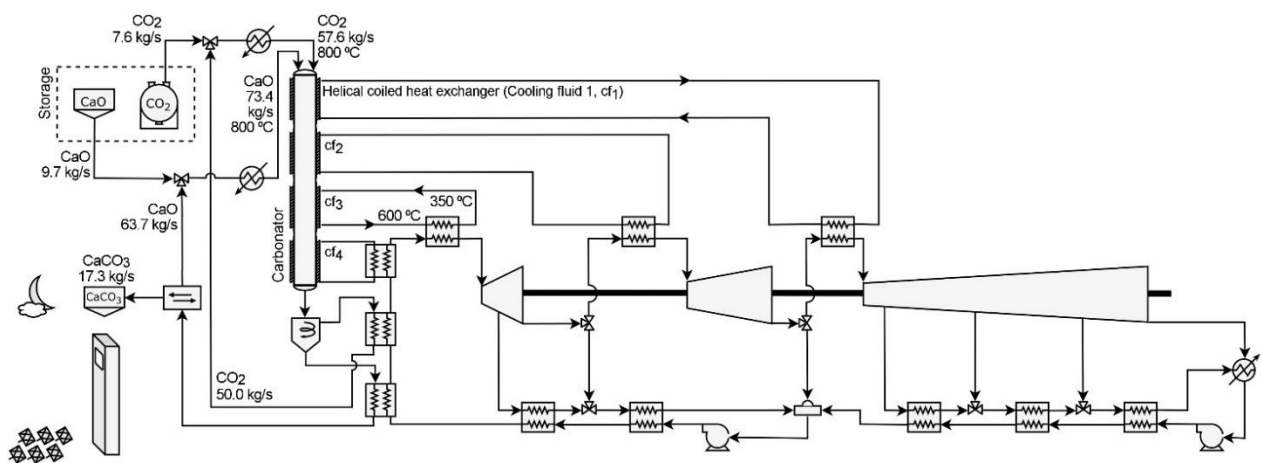 CO2
7.6 kg/s
CO2
57.6 kg/s
800 ºC
Storage
CaO
CO2
CaO
73.4
kg/s
800 ºC
Helical coiled heat exchanger (Cooling fluid 1, cf1)
cf2
CaO
9.7 kg/s
cf3
350 ºC
600 ºC
CaO
63.7 kg/s
Carbonator
cf4
CaCO3
17.3 kg/s
CaCO3
CO2
50.0 kg/s